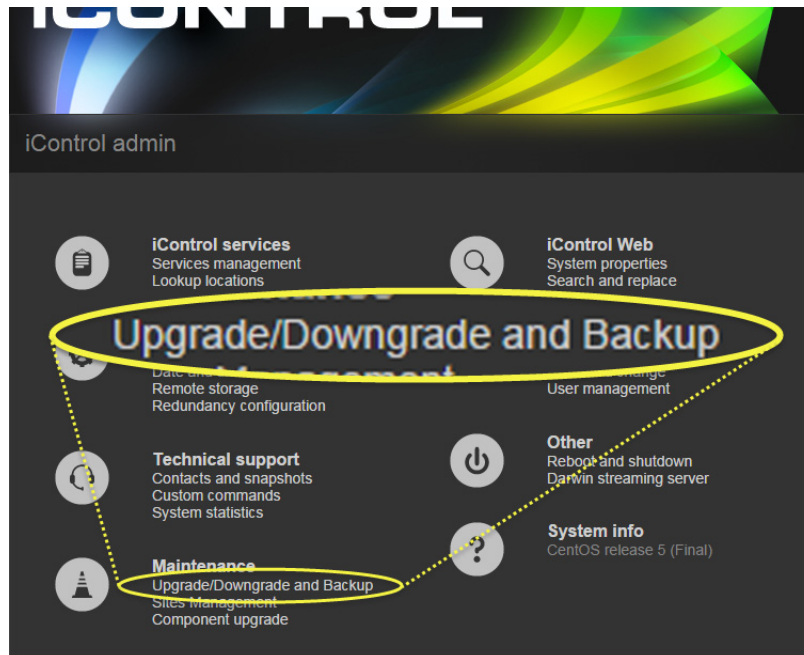 iCONTROL
iControl admin
iControl services
Services management
Lookup locations
iControl Web
System properties
Search and replace
Upgrade/Downgrade and Backup
Management
Remote storage
Redundancy configuration
User management
Technical support
Contacts and snapshots
Custom commands
System statistics
Other
Reboot and shutdown
Darwin streaming server
System info
CentOS release 5 (Final)
Maintenance
Upgrade/Downgrade and Backup
Sites Management
Component upgrade